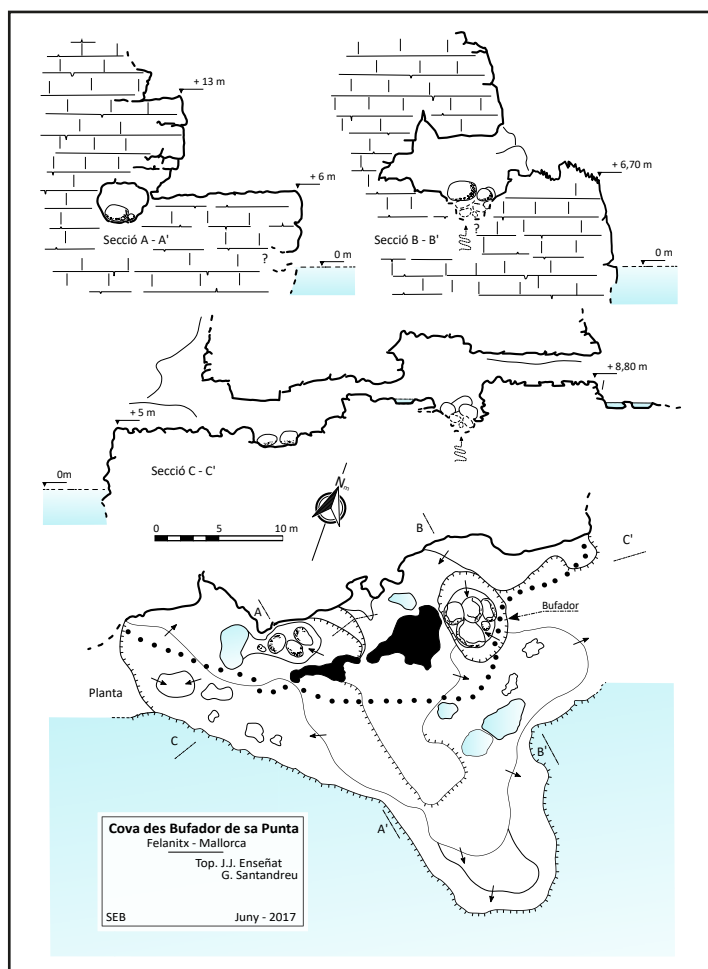 + 13 m
+ 6 m
Secció A - A'
?
0 m
+ 6,70 m
?
Secció B - B'
0 m
+ 8,80 m
+ 5 m
Secció C - C'
0m
Nm
0 5 10 m
B
C'
A
Bufador
Planta
C
B'
A'
Cova des Bufador de sa Punta
Felanitx - Mallorca
Top. J.J. Enseñat
G. Santandreu
SEB Juny - 2017